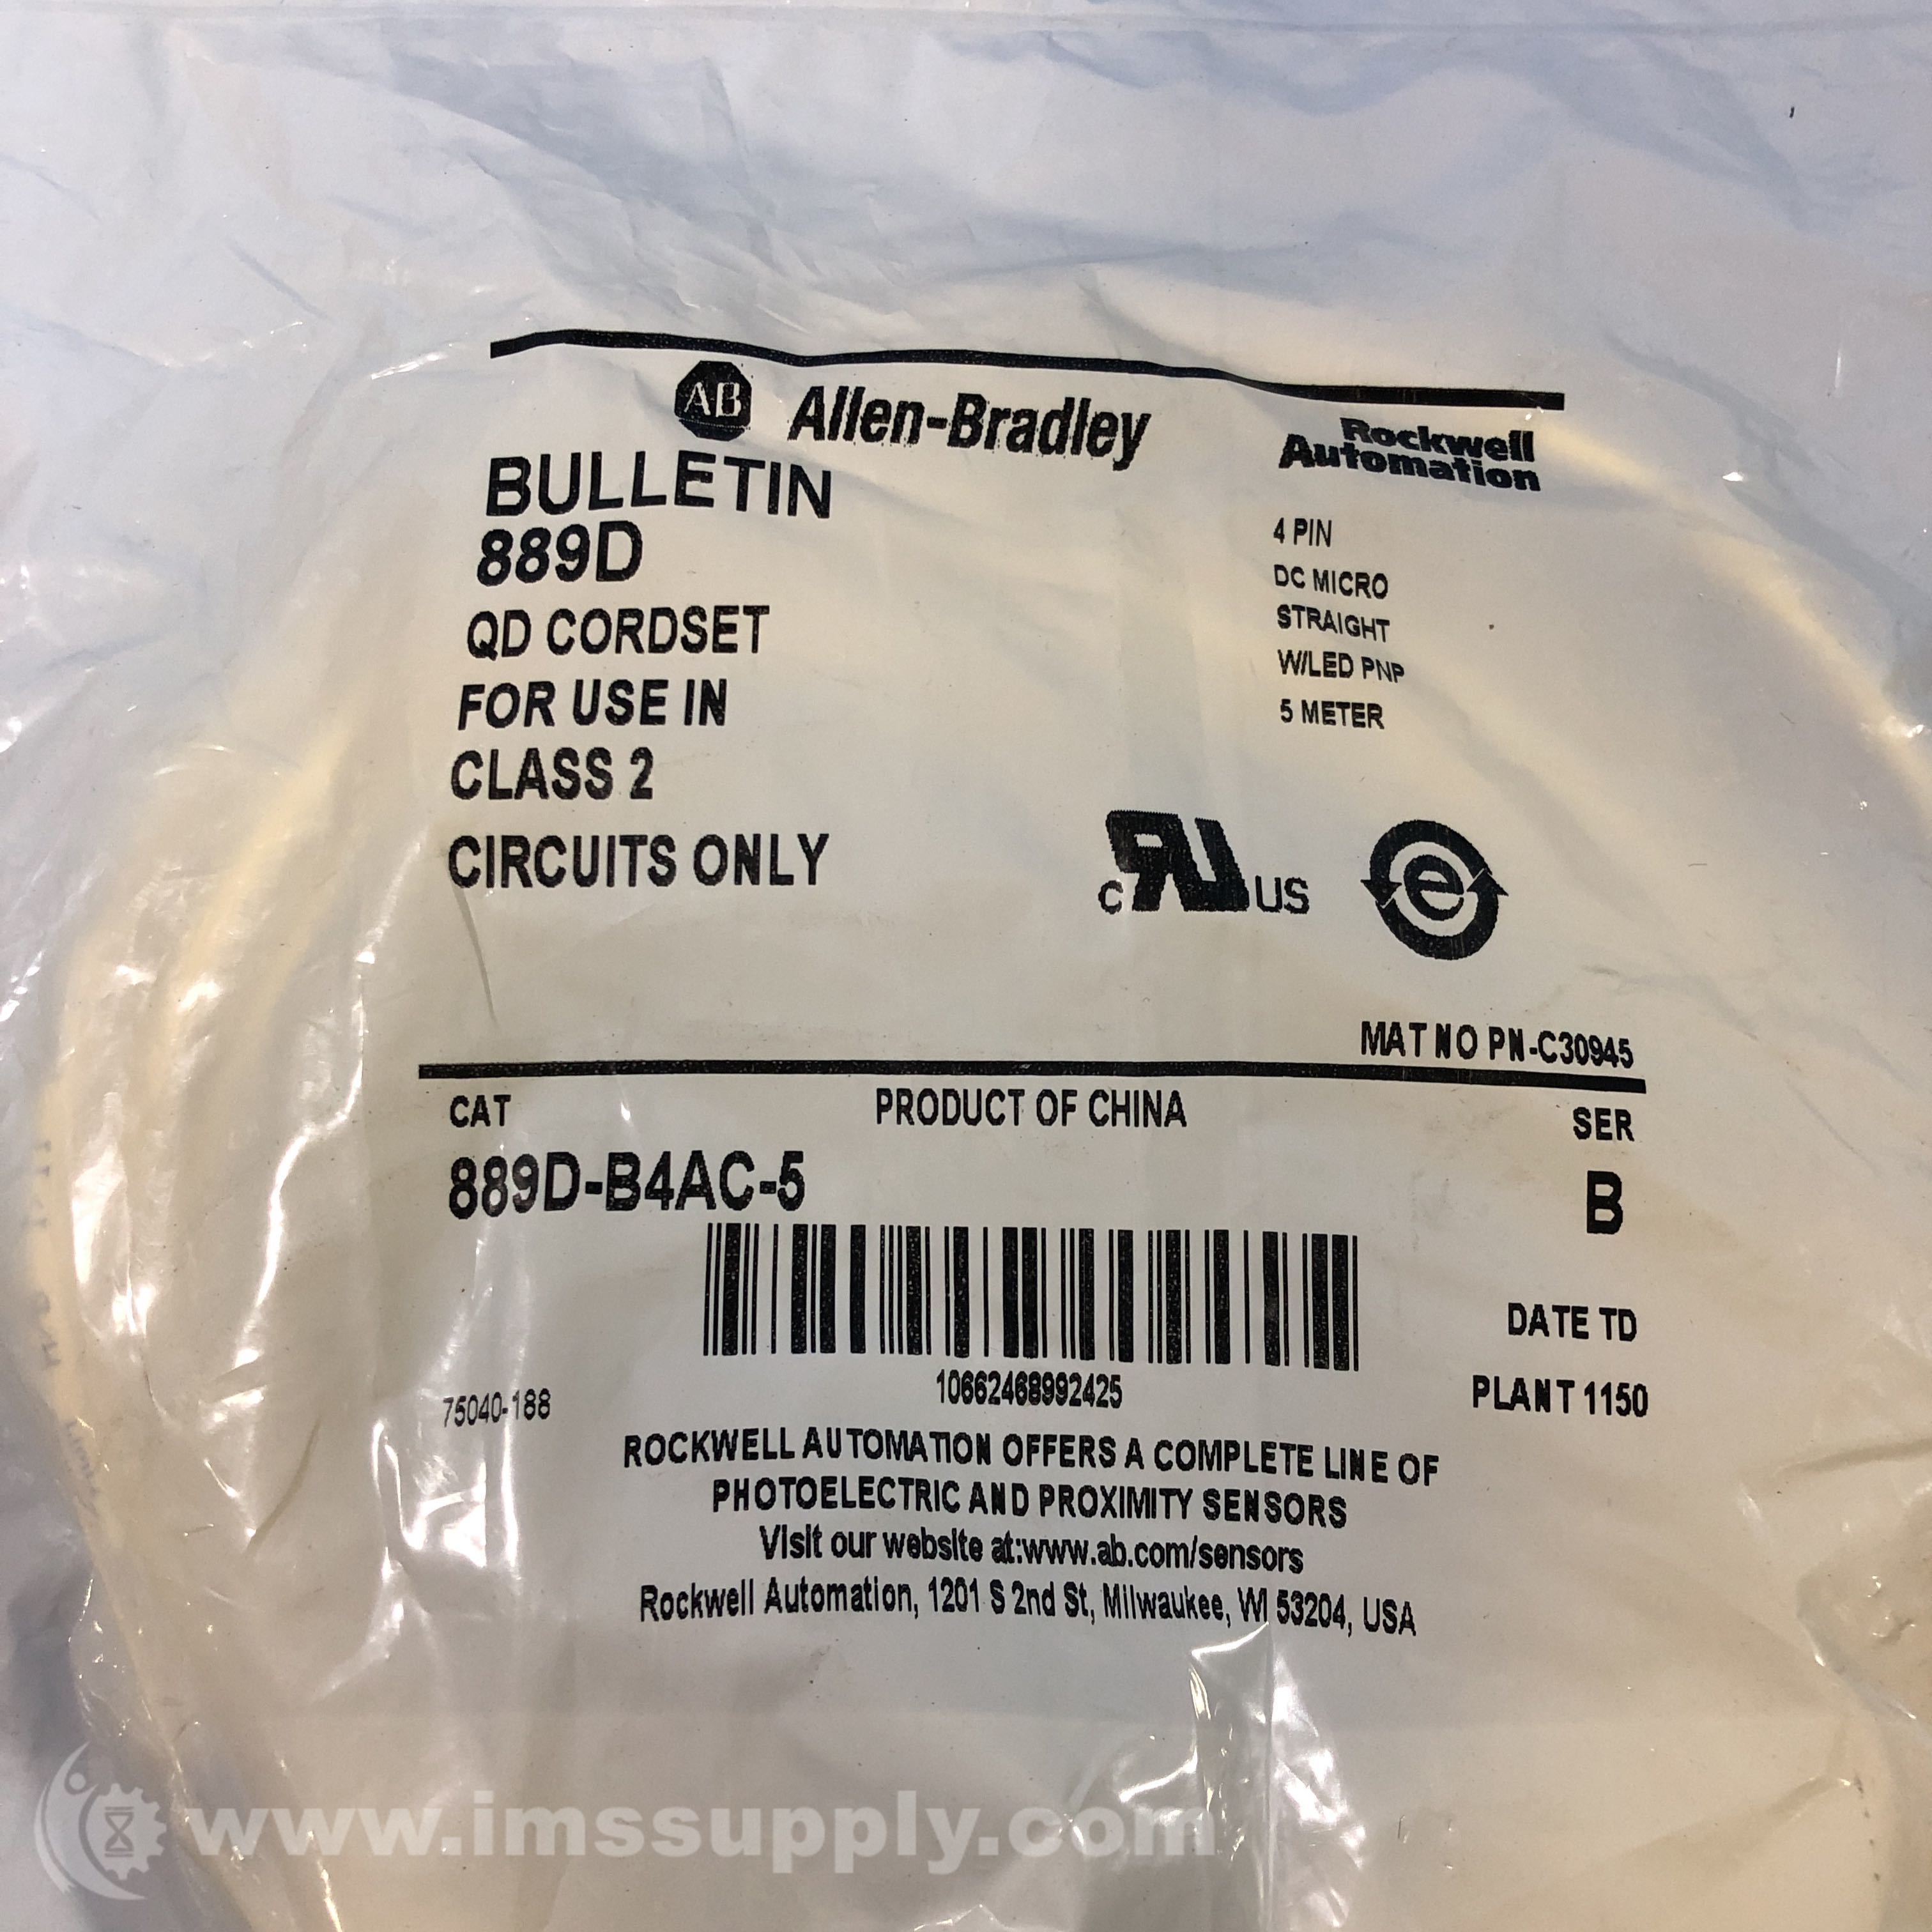 AB Allen-Bradley
Rockwell
Automation
BULLETIN
889D
QD CORDSET
FOR USE IN
CLASS 2
CIRCUITS ONLY
4 PIN
DC MICRO
STRAIGHT
W/LED PNP
5 METER
c RU US
e
MAT NO PN-C30945
CAT
PRODUCT OF CHINA
SER
889D-B4AC-5
B
DATE TD
10662468992425
75040-188
PLANT 1150
ROCKWELL AUTOMATION OFFERS A COMPLETE LINE OF
PHOTOELECTRIC AND PROXIMITY SENSORS
Visit our website at:www.ab.com/sensors
Rockwell Automation, 1201 S 2nd St, Milwaukee, WI 53204, USA
www.imssupply.com